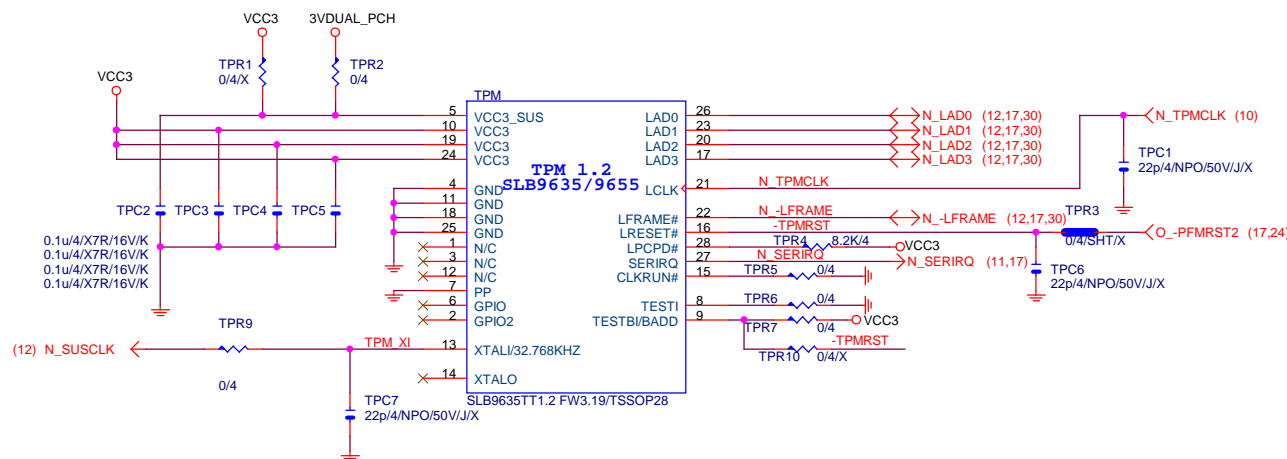 VCC3 3VDUAL_PCH
TPR1
0/4/X
TPR2
0/4
VCC3
TPM
5 VCC3_SUS
10 VCC3
19 VCC3
24 VCC3
TPM 1.2
SLB9635/9655
4 GND
11 GND
18 GND
25 GND
1 N/C
3 N/C
12 N/C
7 PP
6 GPIO
2 GPIO2
13 XTALI/32.768KHZ
14 XTALO
SLB9635TT1.2 FW3.19/TSSOP28
TPC2 TPC3 TPC4 TPC5
0.1u/4/X7R/16V/K
0.1u/4/X7R/16V/K
0.1u/4/X7R/16V/K
0.1u/4/X7R/16V/K
TPR9
0/4
(12) N_SUSCLK
TPM_XI
TPC7
22p/4/NPO/50V/J/X
LAD0 26 N_LAD0 (12,17,30)
LAD1 23 N_LAD1 (12,17,30)
LAD2 20 N_LAD2 (12,17,30)
LAD3 17 N_LAD3 (12,17,30)
LCLK 21 N_TPMCLK
N_TPMCLK (10)
TPC1
22p/4/NPO/50V/J/X
LFRAME# 22 N_-LFRAME N_-LFRAME (12,17,30)
LRESET# 16 -TPMRST
TPR3
0/4/SHT/X
O_-PFMRST2 (17,24)
LPCPD# 28 TPR4 8.2K/4 VCC3
SERIRQ 27 N_SERIRQ N_SERIRQ (11,17)
CLKRUN# 15 TPR5 0/4
TPC6
22p/4/NPO/50V/J/X
TESTI 8 TPR6 0/4
TESTBI/BADD 9 TPR7 0/4 VCC3
TPR10 0/4/X -TPMRST